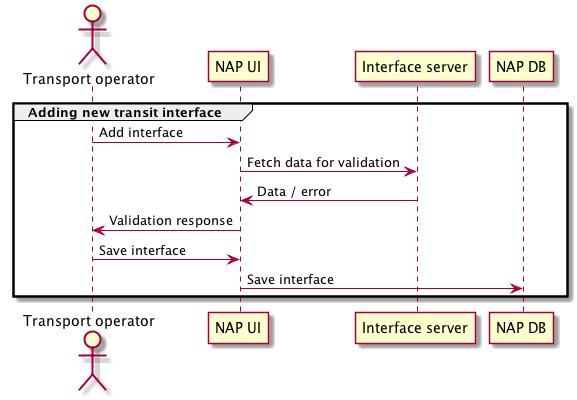 Transport operator
NAP UI
Interface server
NAP DB
Adding new transit interface
Add interface
Fetch data for validation
Data / error
Validation response
Save interface
Save interface
Transport operator
NAP UI
Interface server
NAP DB